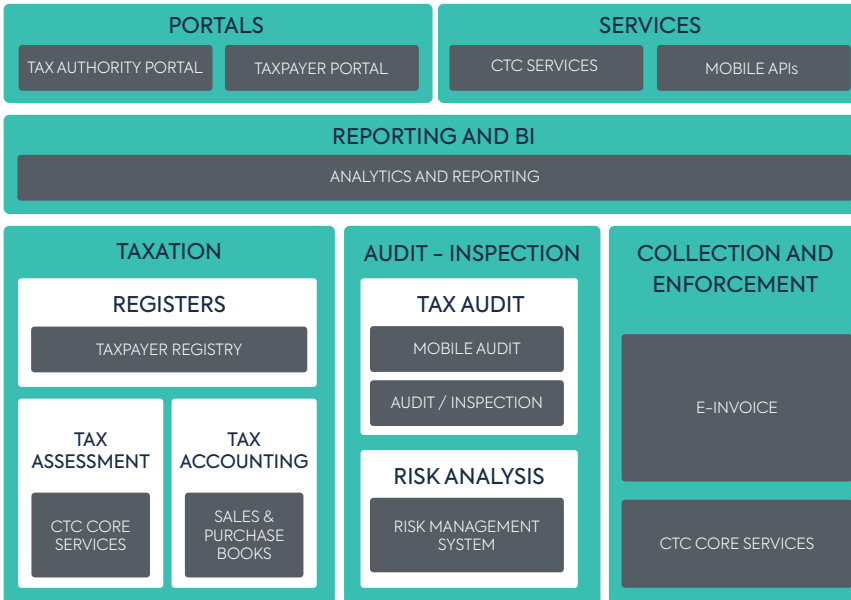 PORTALS
TAX AUTHORITY PORTAL
TAXPAYER PORTAL
SERVICES
CTC SERVICES
MOBILE APIs
REPORTING AND BI
ANALYTICS AND REPORTING
TAXATION
REGISTERS
TAXPAYER REGISTRY
TAX
ASSESSMENT
CTC CORE
SERVICES
TAX
ACCOUNTING
SALES &
PURCHASE
BOOKS
AUDIT – INSPECTION
TAX AUDIT
MOBILE AUDIT
AUDIT / INSPECTION
RISK ANALYSIS
RISK MANAGEMENT
SYSTEM
COLLECTION AND
ENFORCEMENT
E-INVOICE
CTC CORE SERVICES